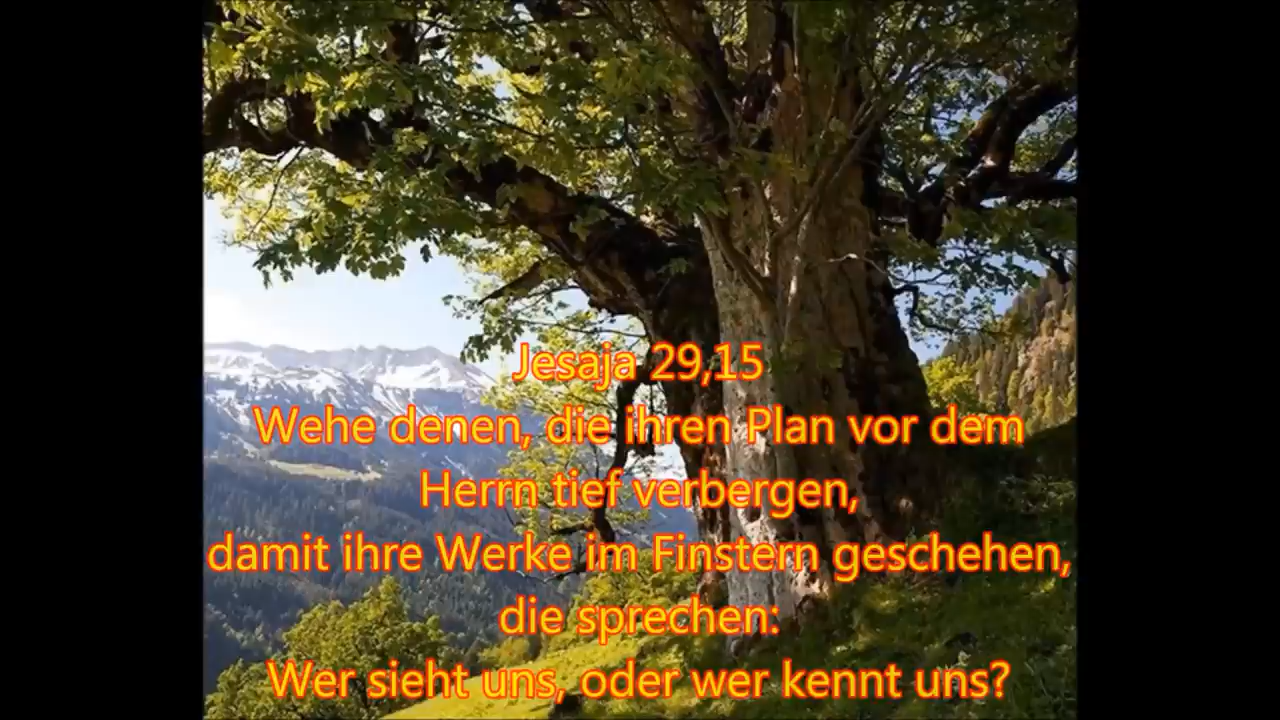 Jesaja 29,15
Wehe denen, die ihren Plan vor dem
Herrn tief verbergen,
damit ihre Werke im Finstern geschehen,
die sprechen:
Wer sieht uns, oder wer kennt uns?